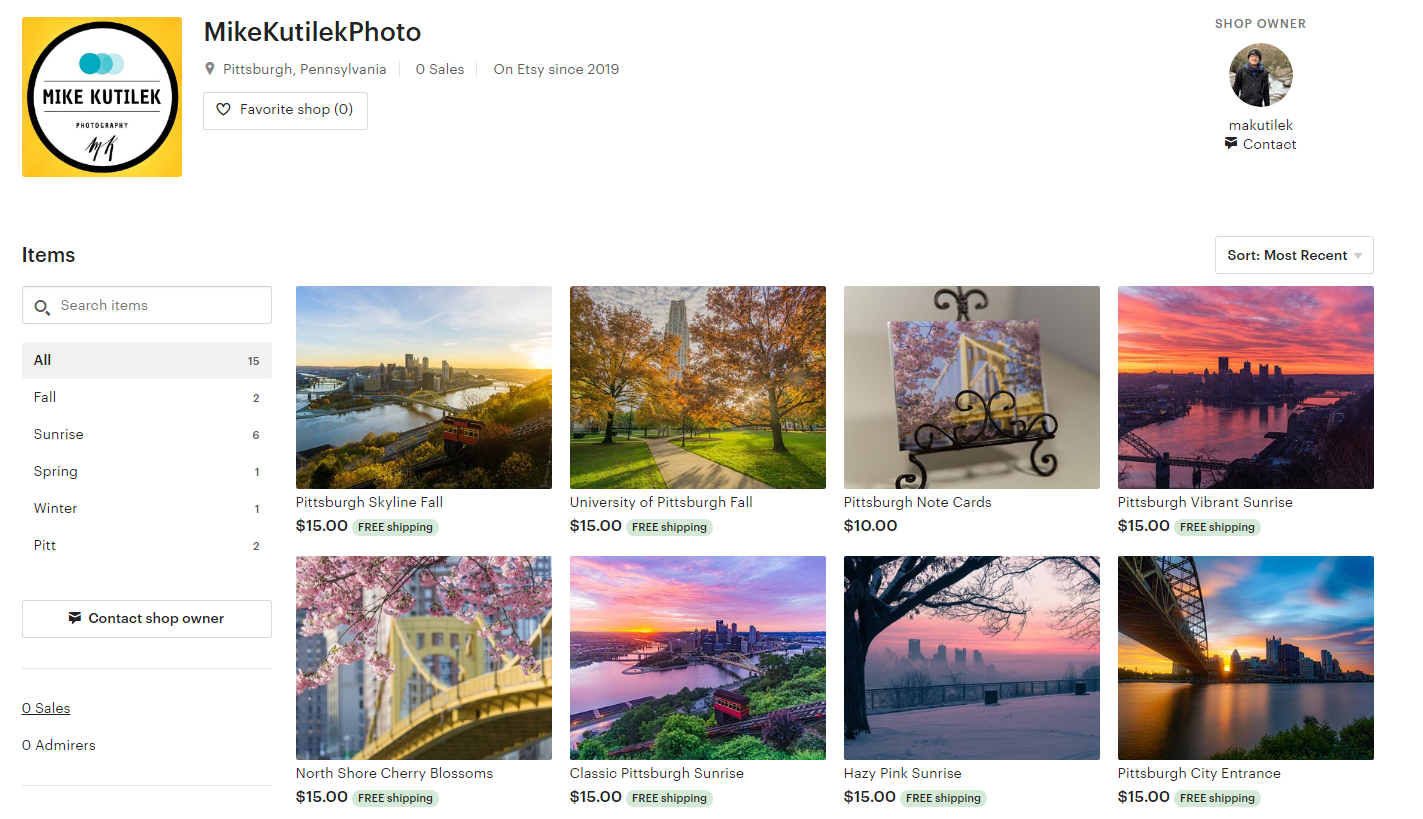 MikeKutilekPhoto
Pittsburgh, Pennsylvania 0 Sales On Etsy since 2019
Favorite shop (0)
MIKE KUTILEK
PHOTOGRAPHY
MK
SHOP OWNER
makutilek
Contact
Items
Sort: Most Recent
Search items
All 15
Fall 2
Sunrise 6
Spring 1
Winter 1
Pitt 2
Contact shop owner
0 Sales
0 Admirers
Pittsburgh Skyline Fall
$15.00 FREE shipping
University of Pittsburgh Fall
$15.00 FREE shipping
Pittsburgh Note Cards
$10.00
Pittsburgh Vibrant Sunrise
$15.00 FREE shipping
North Shore Cherry Blossoms
$15.00 FREE shipping
Classic Pittsburgh Sunrise
$15.00 FREE shipping
Hazy Pink Sunrise
$15.00 FREE shipping
Pittsburgh City Entrance
$15.00 FREE shipping